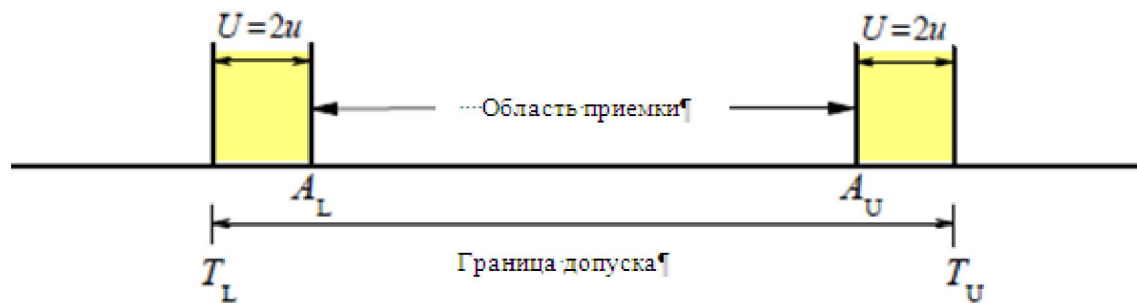 U=2u U=2u
Область приемки¶
A_L A_U
Граница допуска¶
T_L T_U